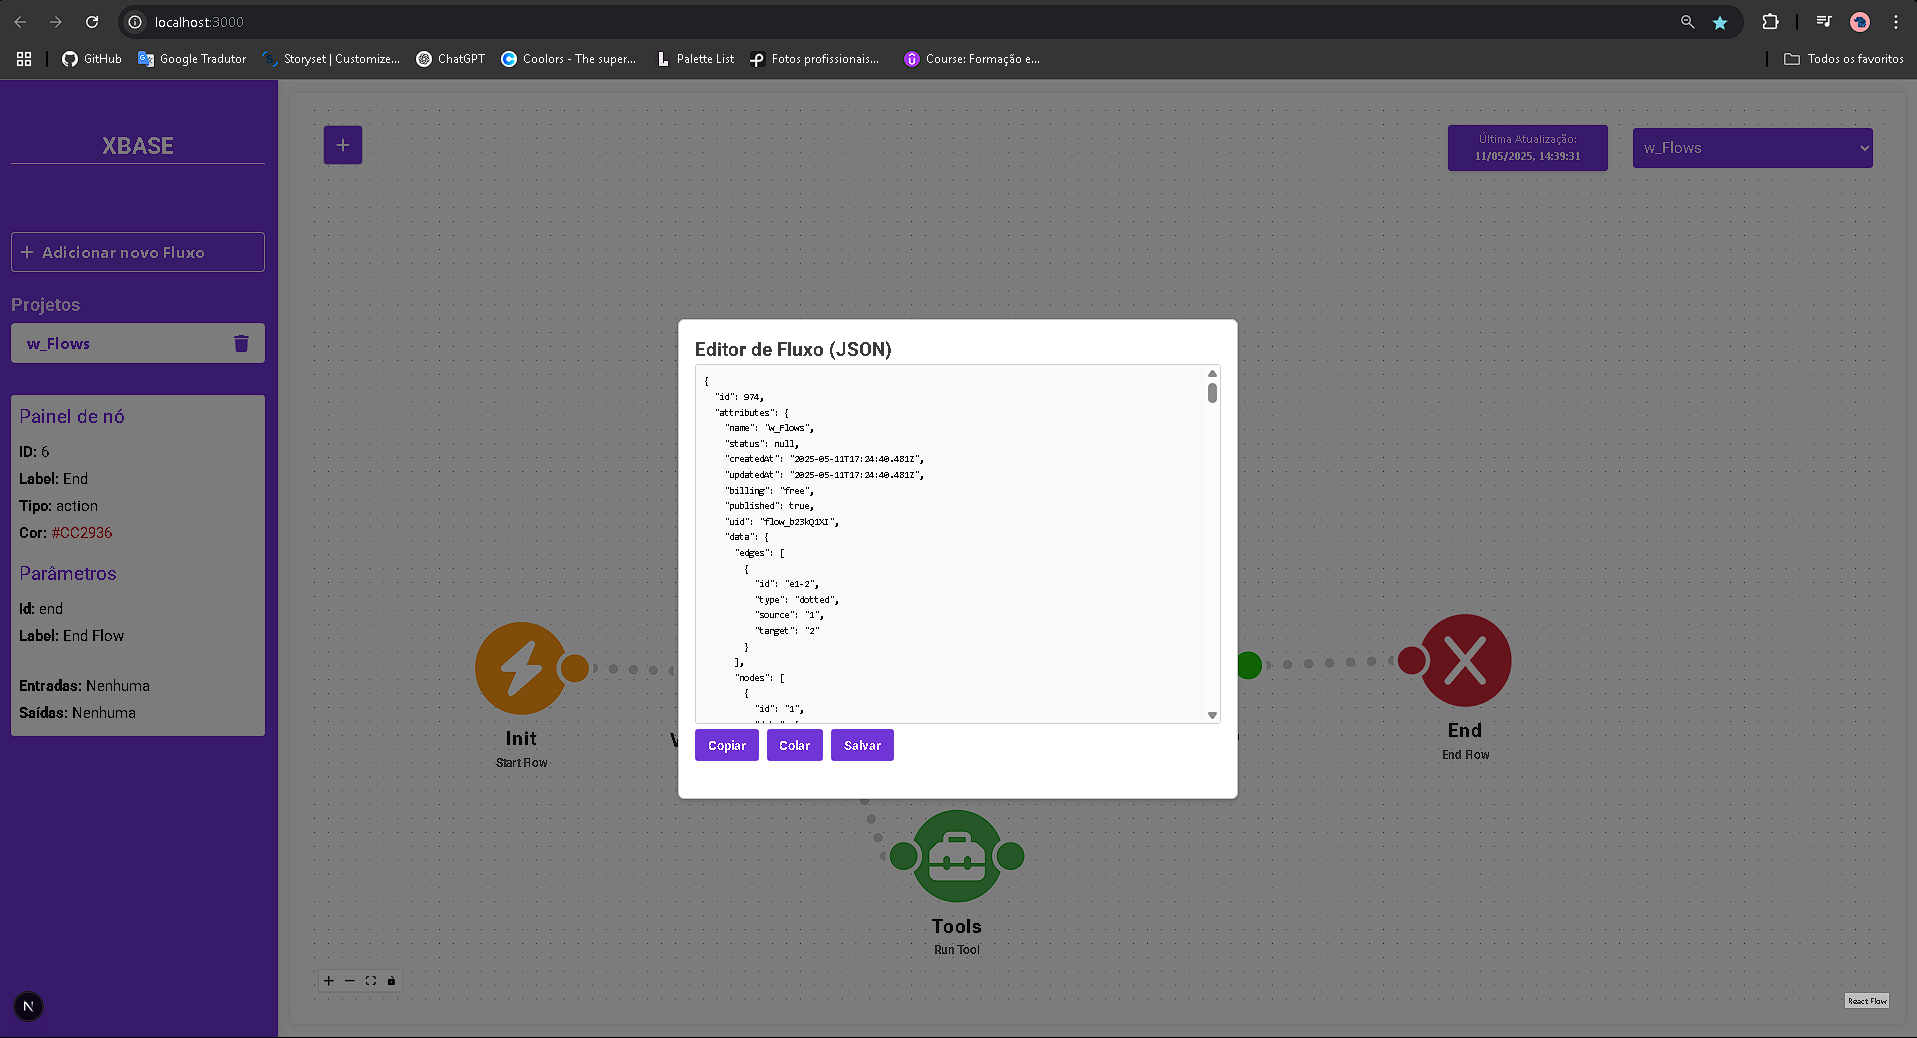 localhost:3000
GitHub
Google Tradutor
Storyset | Customize...
ChatGPT
Coolors - The super...
Palette List
Fotos profissionais...
Course: Formação e...
Todos os favoritos
XBASE
+ Adicionar novo Fluxo
Projetos
w_Flows
Painel de nó
ID: 6
Label: End
Tipo: action
Cor: #CC2936
Parâmetros
Id: end
Label: End Flow
Entradas: Nenhuma
Saídas: Nenhuma
N
+
Última Atualização:
11/05/2025, 14:39:31
w_Flows
Editor de Fluxo (JSON)
{
"id": 974,
"attributes": {
"name": "w_Flows",
"status": null,
"createdAt": "2025-05-11T17:24:40.481Z",
"updatedAt": "2025-05-11T17:24:40.481Z",
"billing": "free",
"published": true,
"uid": "flow_b23kQ1XI",
"data": {
"edges": [
{
"id": "e1-2",
"type": "dotted",
"source": "1",
"target": "2"
}
],
"nodes": [
{
"id": "1",
Copiar
Colar
Salvar
Init
Start Flow
End
End Flow
Tools
Run Tool
React Flow